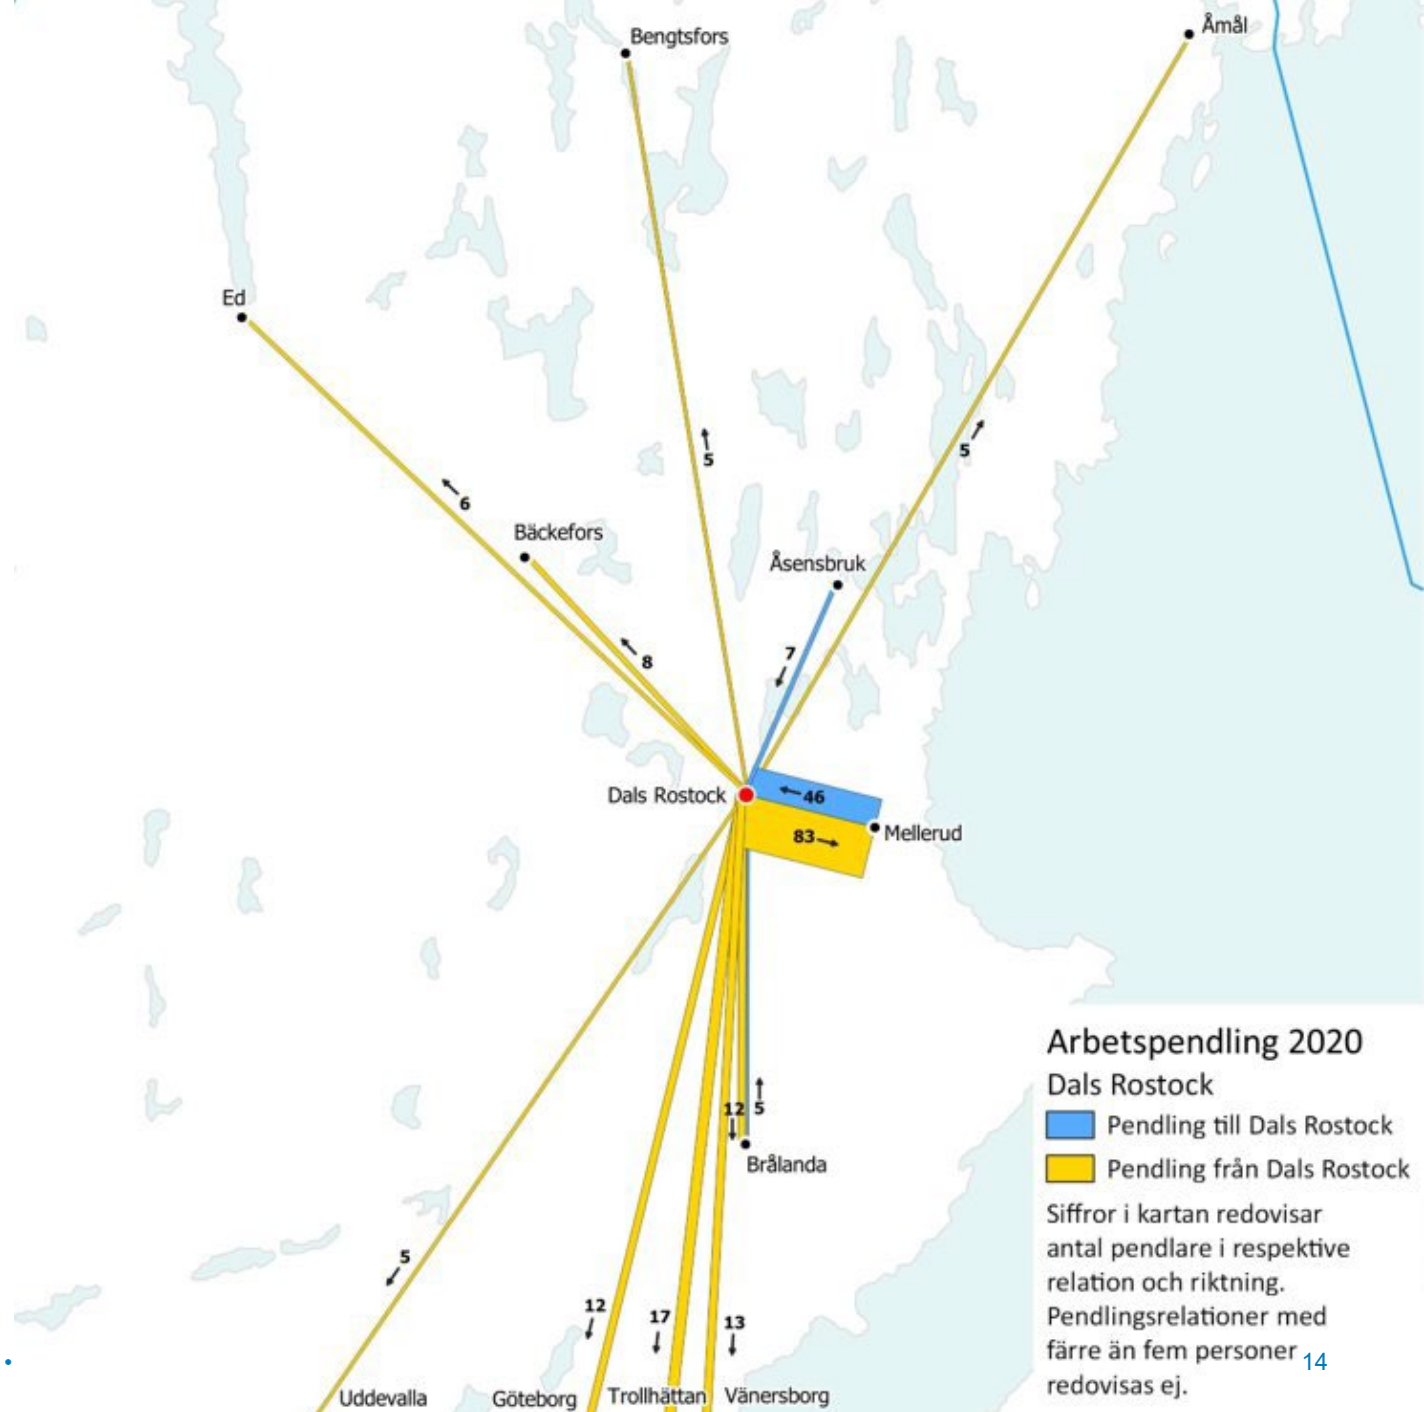 Bengtsfors
Åmål
Ed
5
5
6
Bäckefors
Åsensbruk
7
8
Dals Rostock
46
83
Mellerud
12
5
Brålanda
5
12
17
13
Uddevalla
Göteborg
Trollhättan
Vänersborg
Arbetspendling 2020
Dals Rostock
Pendling till Dals Rostock
Pendling från Dals Rostock
Siffror i kartan redovisar
antal pendlare i respektive
relation och riktning.
Pendlingsrelationer med
färre än fem personer
redovisas ej.
14